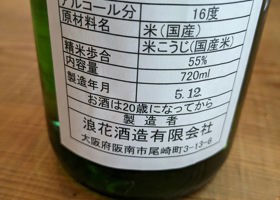 アルコール分 16度
原材料名 米(国産)
米こうじ(国産米)
精米歩合 55%
内容量 720ml
製造年月 5.12
お酒は20歳になってから
製造者
浪花酒造有限会社
大阪府阪南市尾崎町3-13-6